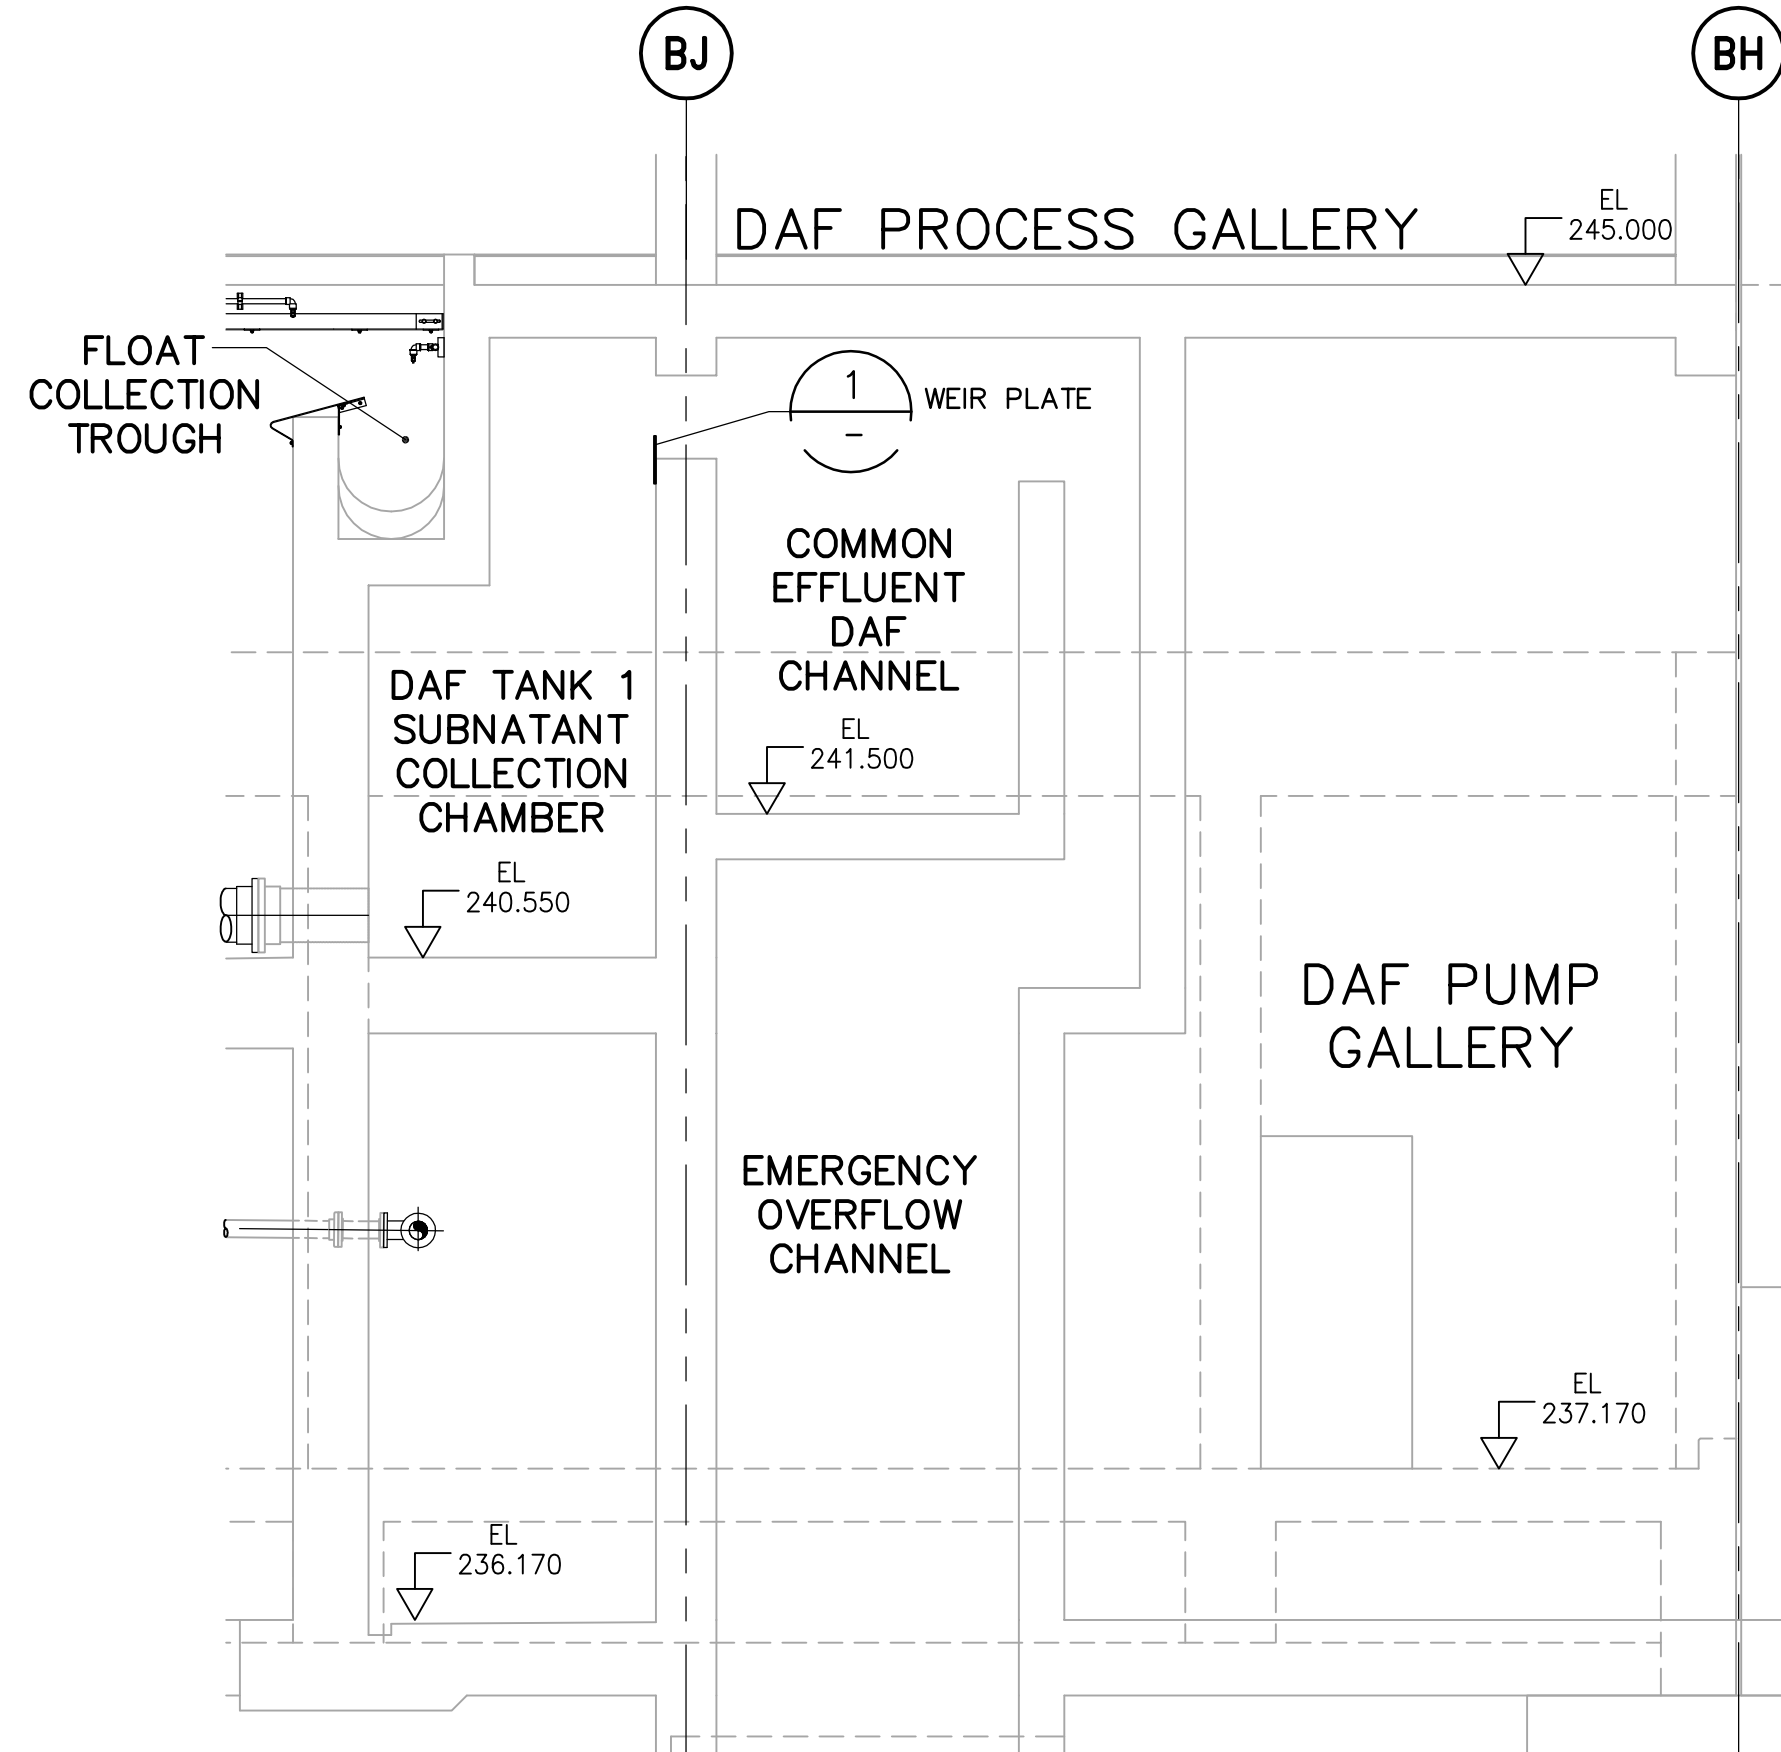 BJ
BH
DAF PROCESS GALLERY
EL
245.000
FLOAT
COLLECTION
TROUGH
1
-
WEIR PLATE
COMMON
EFFLUENT
DAF
CHANNEL
EL
241.500
DAF TANK 1
SUBNATANT
COLLECTION
CHAMBER
EL
240.550
DAF PUMP
GALLERY
EMERGENCY
OVERFLOW
CHANNEL
EL
237.170
EL
236.170